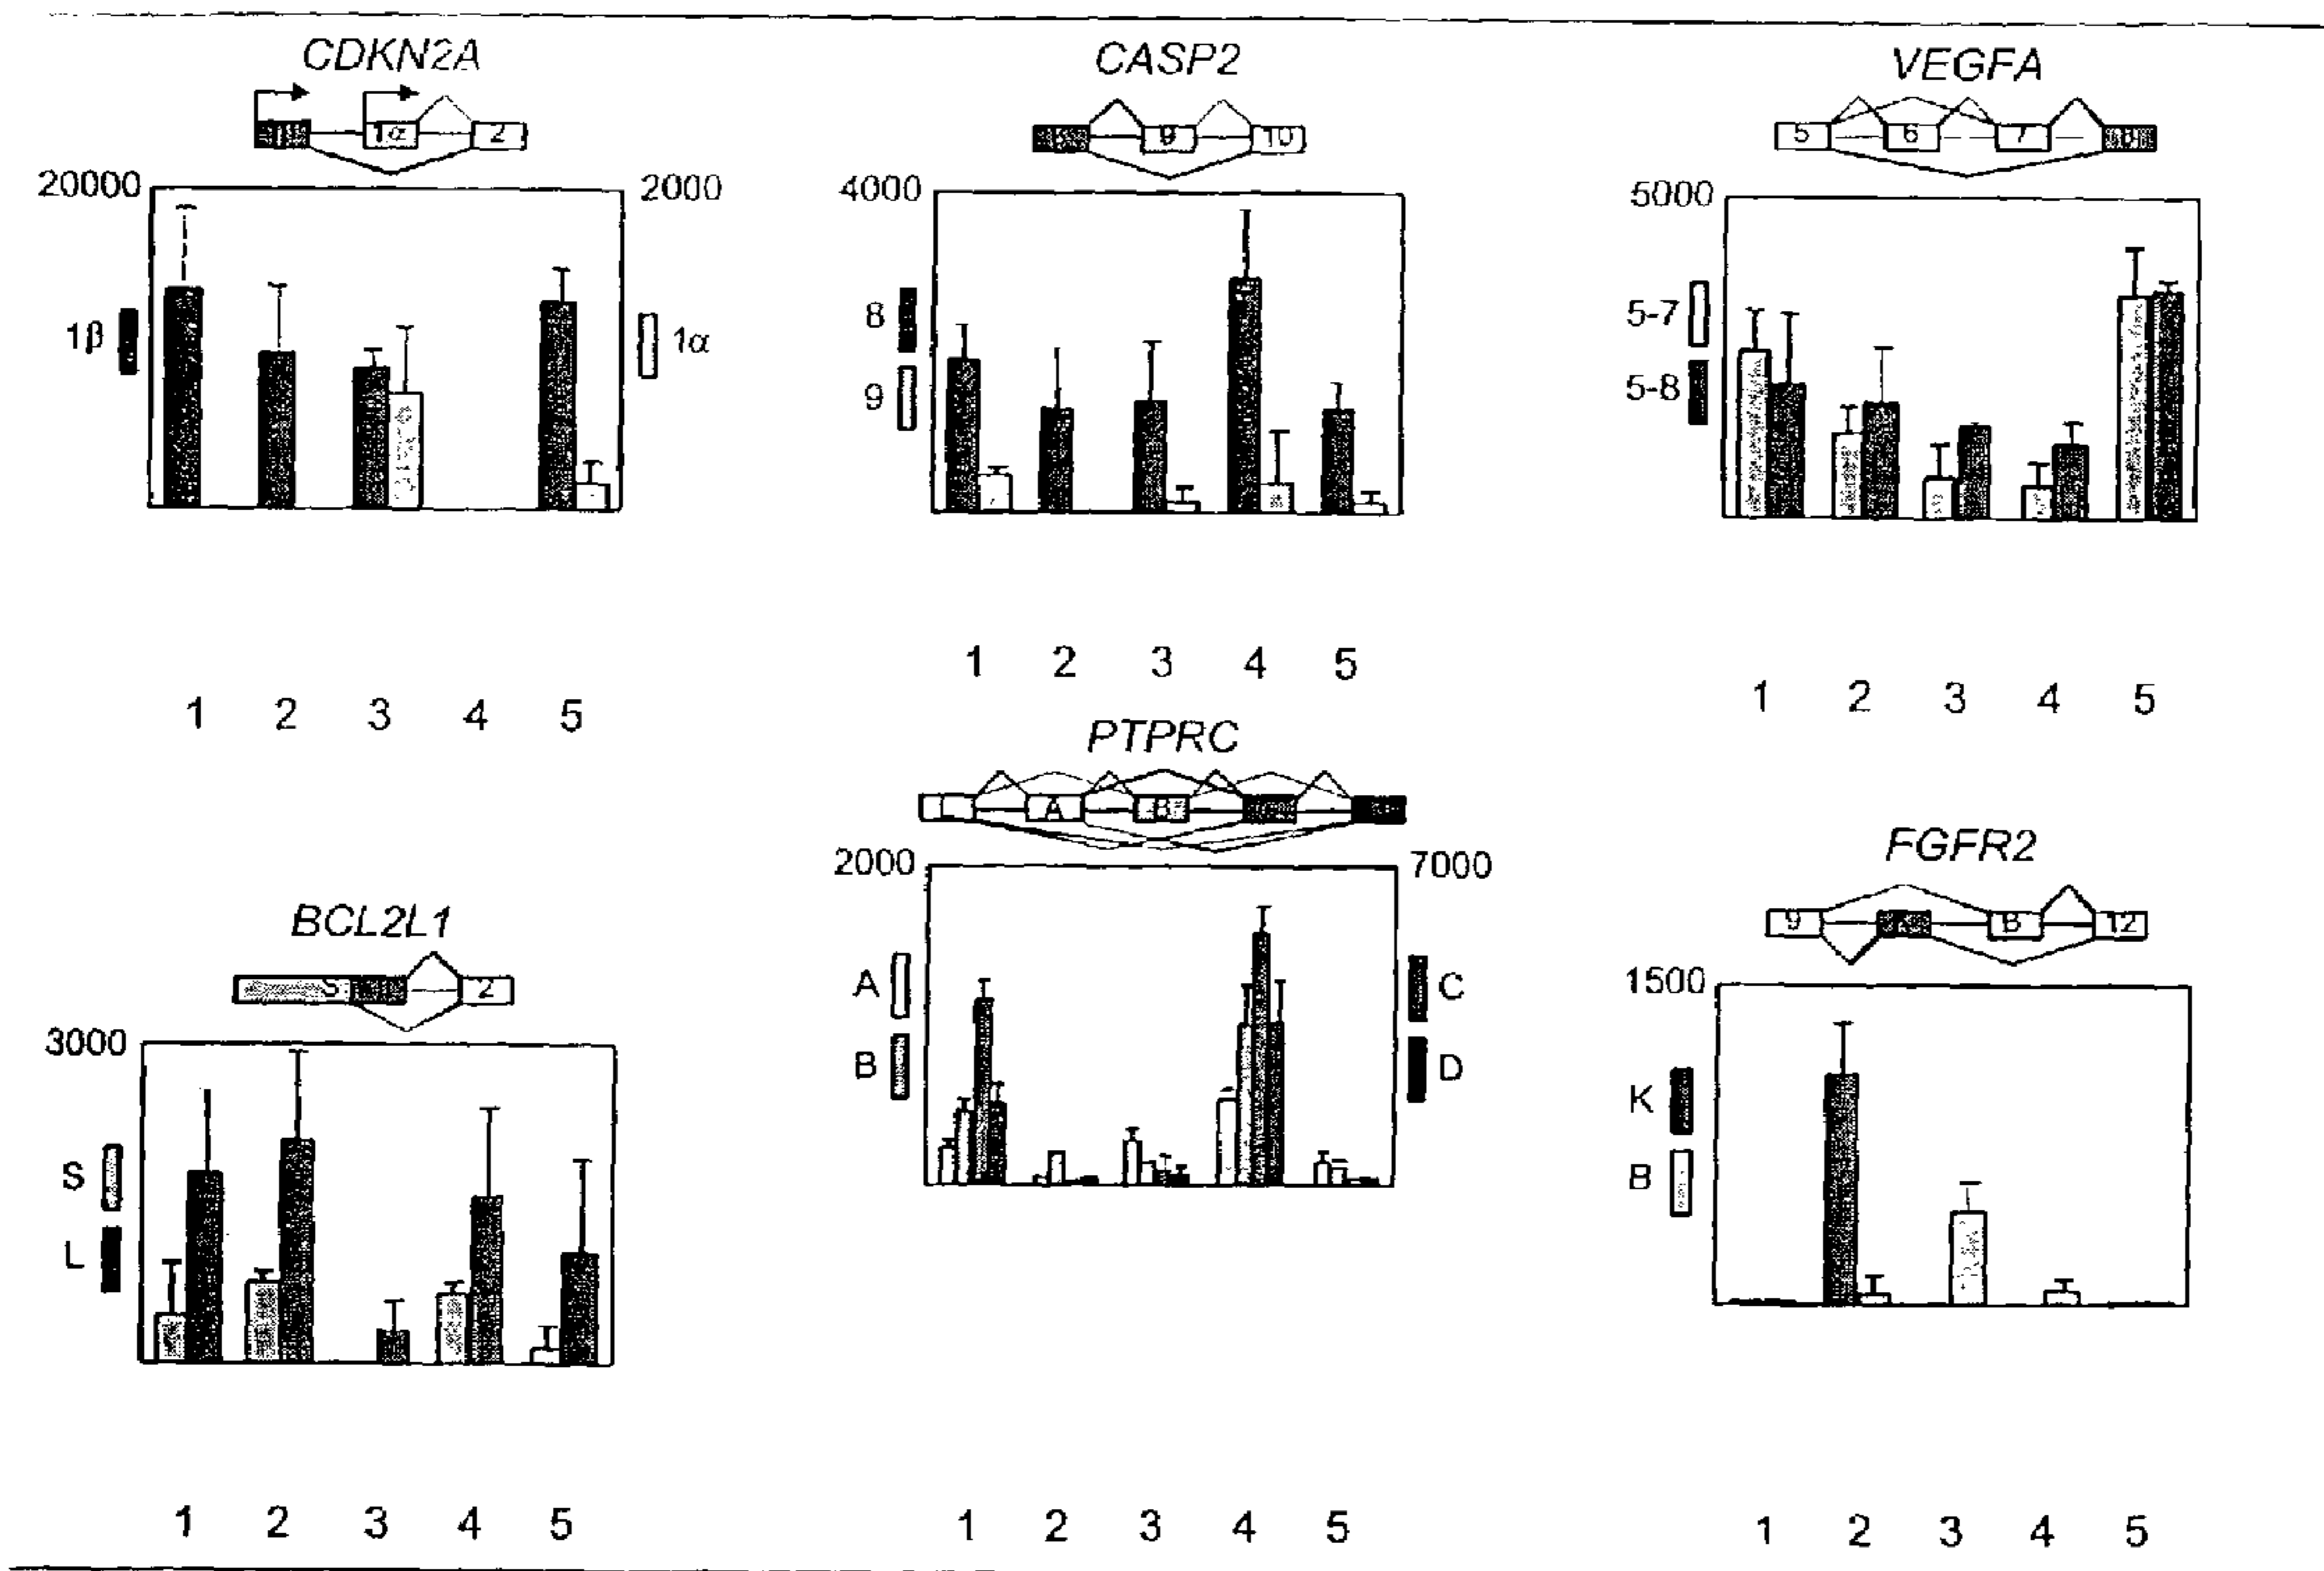 CDKN2A
1α 2
20000 2000
1β 1α
1 2 3 4 5
CASP2
9 10
4000
8
9
1 2 3 4 5
VEGFA
5 6 7
5000
5-7
5-8
1 2 3 4 5
BCL2L1
S 2
3000
S
L
1 2 3 4 5
PTPRC
L A B
2000 7000
A C
B D
1 2 3 4 5
FGFR2
9 B 12
1500
K
B
1 2 3 4 5